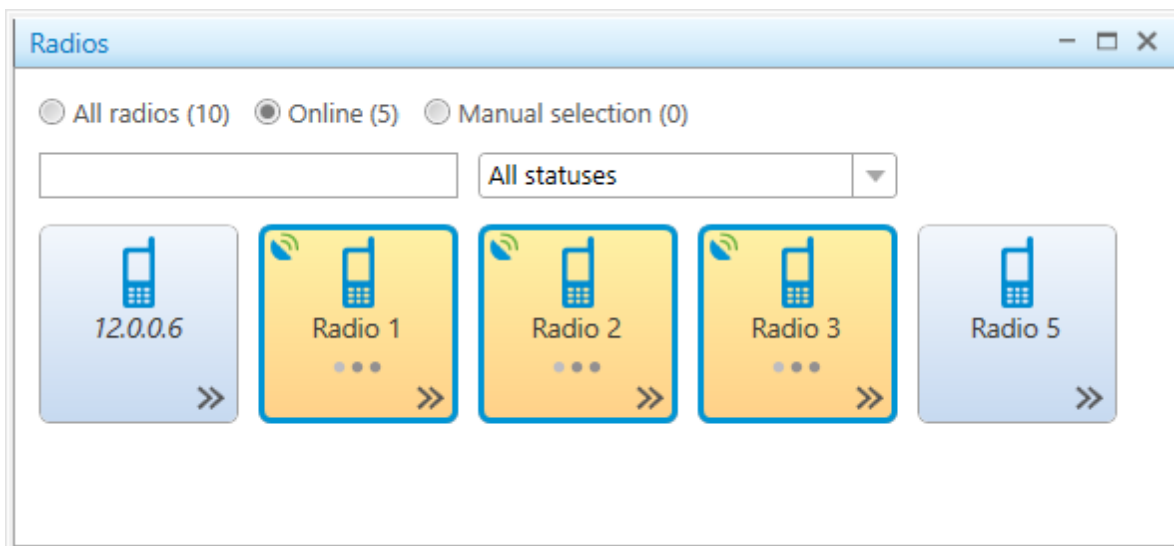 Radios
All radios (10) Online (5) Manual selection (0)
All statuses
12.0.0.6 Radio 1 Radio 2 Radio 3 Radio 5